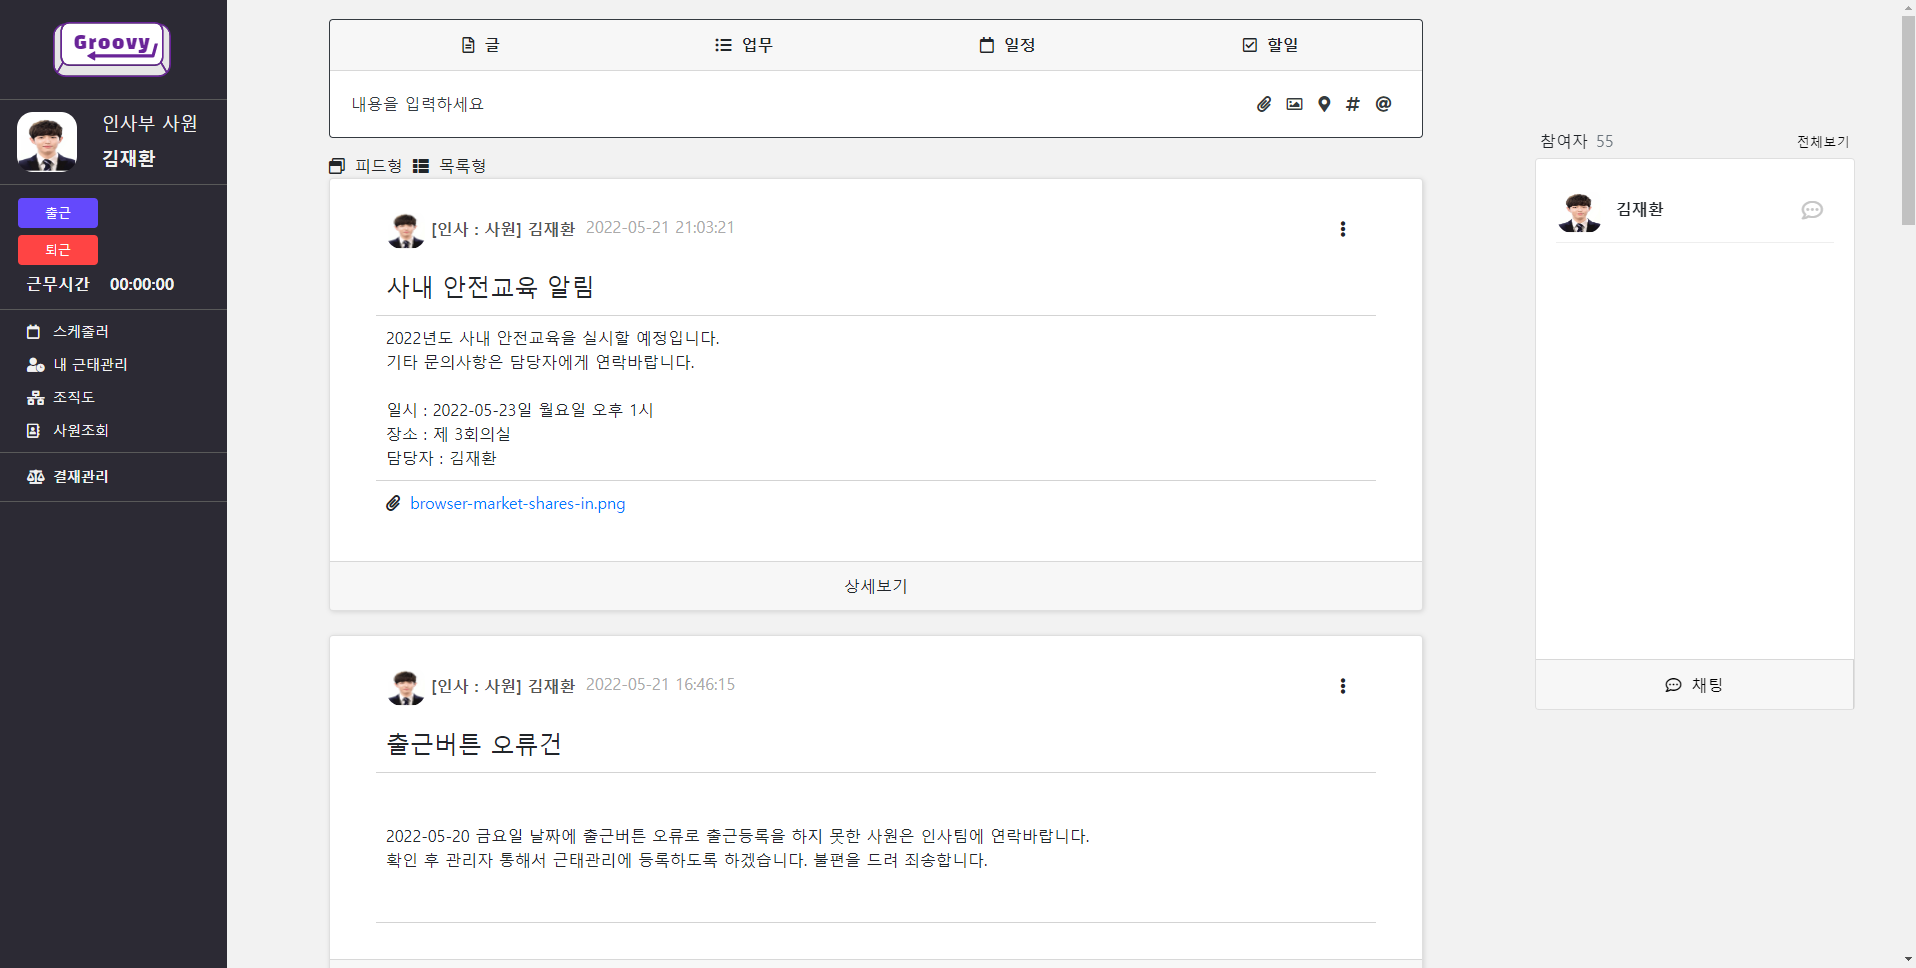 Groovy
인사부 사원
김재환
출근
퇴근
근무시간 00:00:00
스케줄러
내 근태관리
조직도
사원조회
결재관리
글 업무 일정 할일
내용을 입력하세요
피드형 목록형
[인사 : 사원] 김재환 2022-05-21 21:03:21
사내 안전교육 알림
2022년도 사내 안전교육을 실시할 예정입니다.
기타 문의사항은 담당자에게 연락바랍니다.
일시 : 2022-05-23일 월요일 오후 1시
장소 : 제 3회의실
담당자 : 김재환
browser-market-shares-in.png
상세보기
[인사 : 사원] 김재환 2022-05-21 16:46:15
출근버튼 오류건
2022-05-20 금요일 날짜에 출근버튼 오류로 출근등록을 하지 못한 사원은 인사팀에 연락바랍니다.
확인 후 관리자 통해서 근태관리에 등록하도록 하겠습니다. 불편을 드려 죄송합니다.
참여자 55 전체보기
김재환
채팅